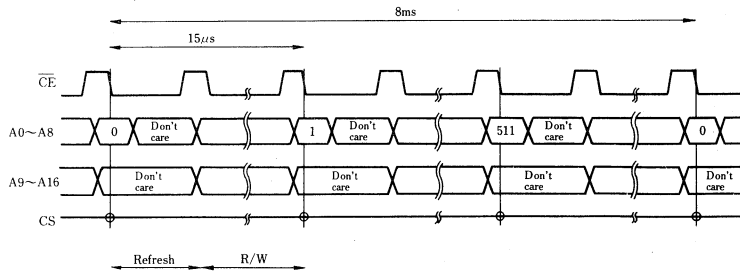 8ms
15μs
CE
A0~A8 0 Don't care 1 Don't care 511 Don't care 0
A9~A16 Don't care Don't care Don't care Don't care
CS
Refresh R/W